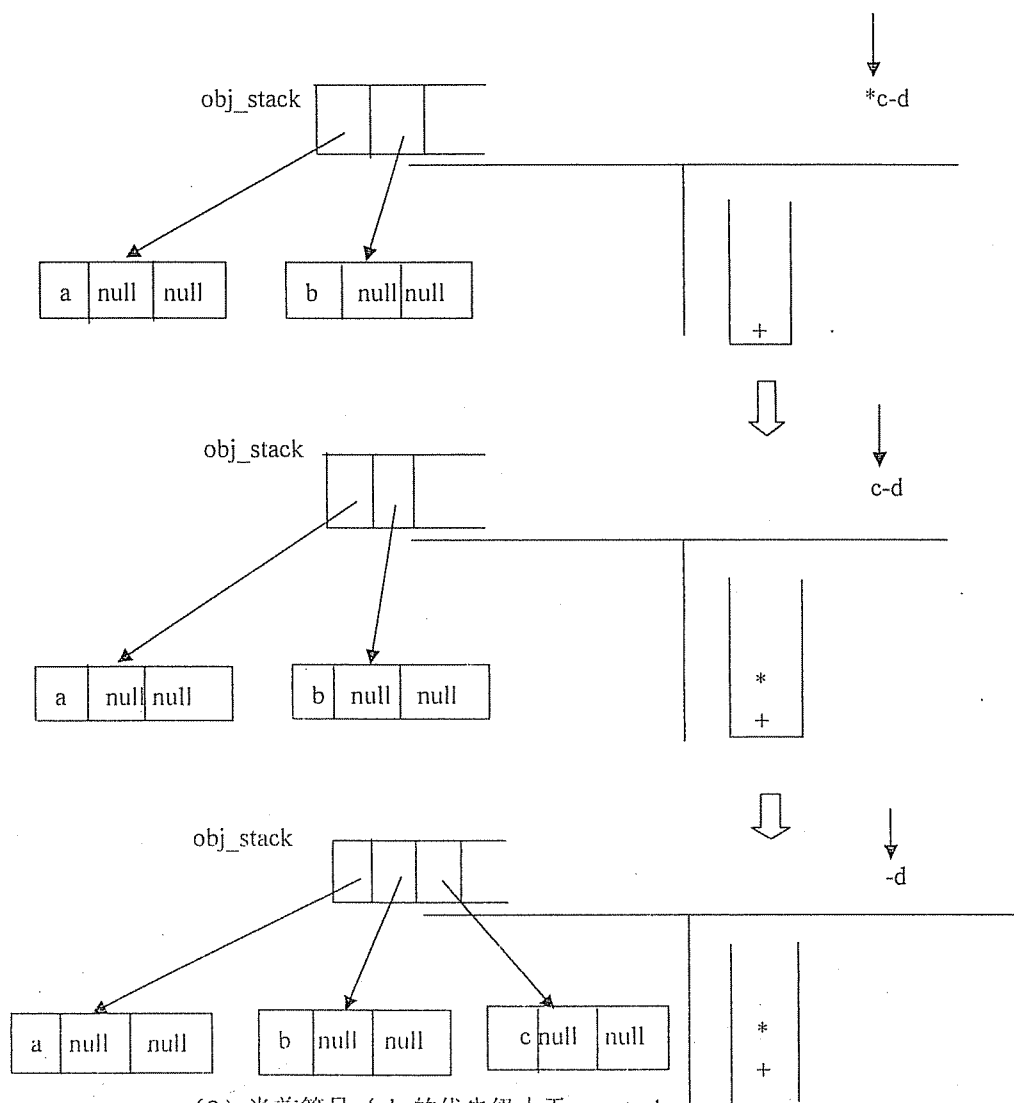 obj_stack
*c-d
a null null
b null null
+
obj_stack
c-d
a null null
b null null
*
+
obj_stack
-d
a null null
b null null
c null null
*
+